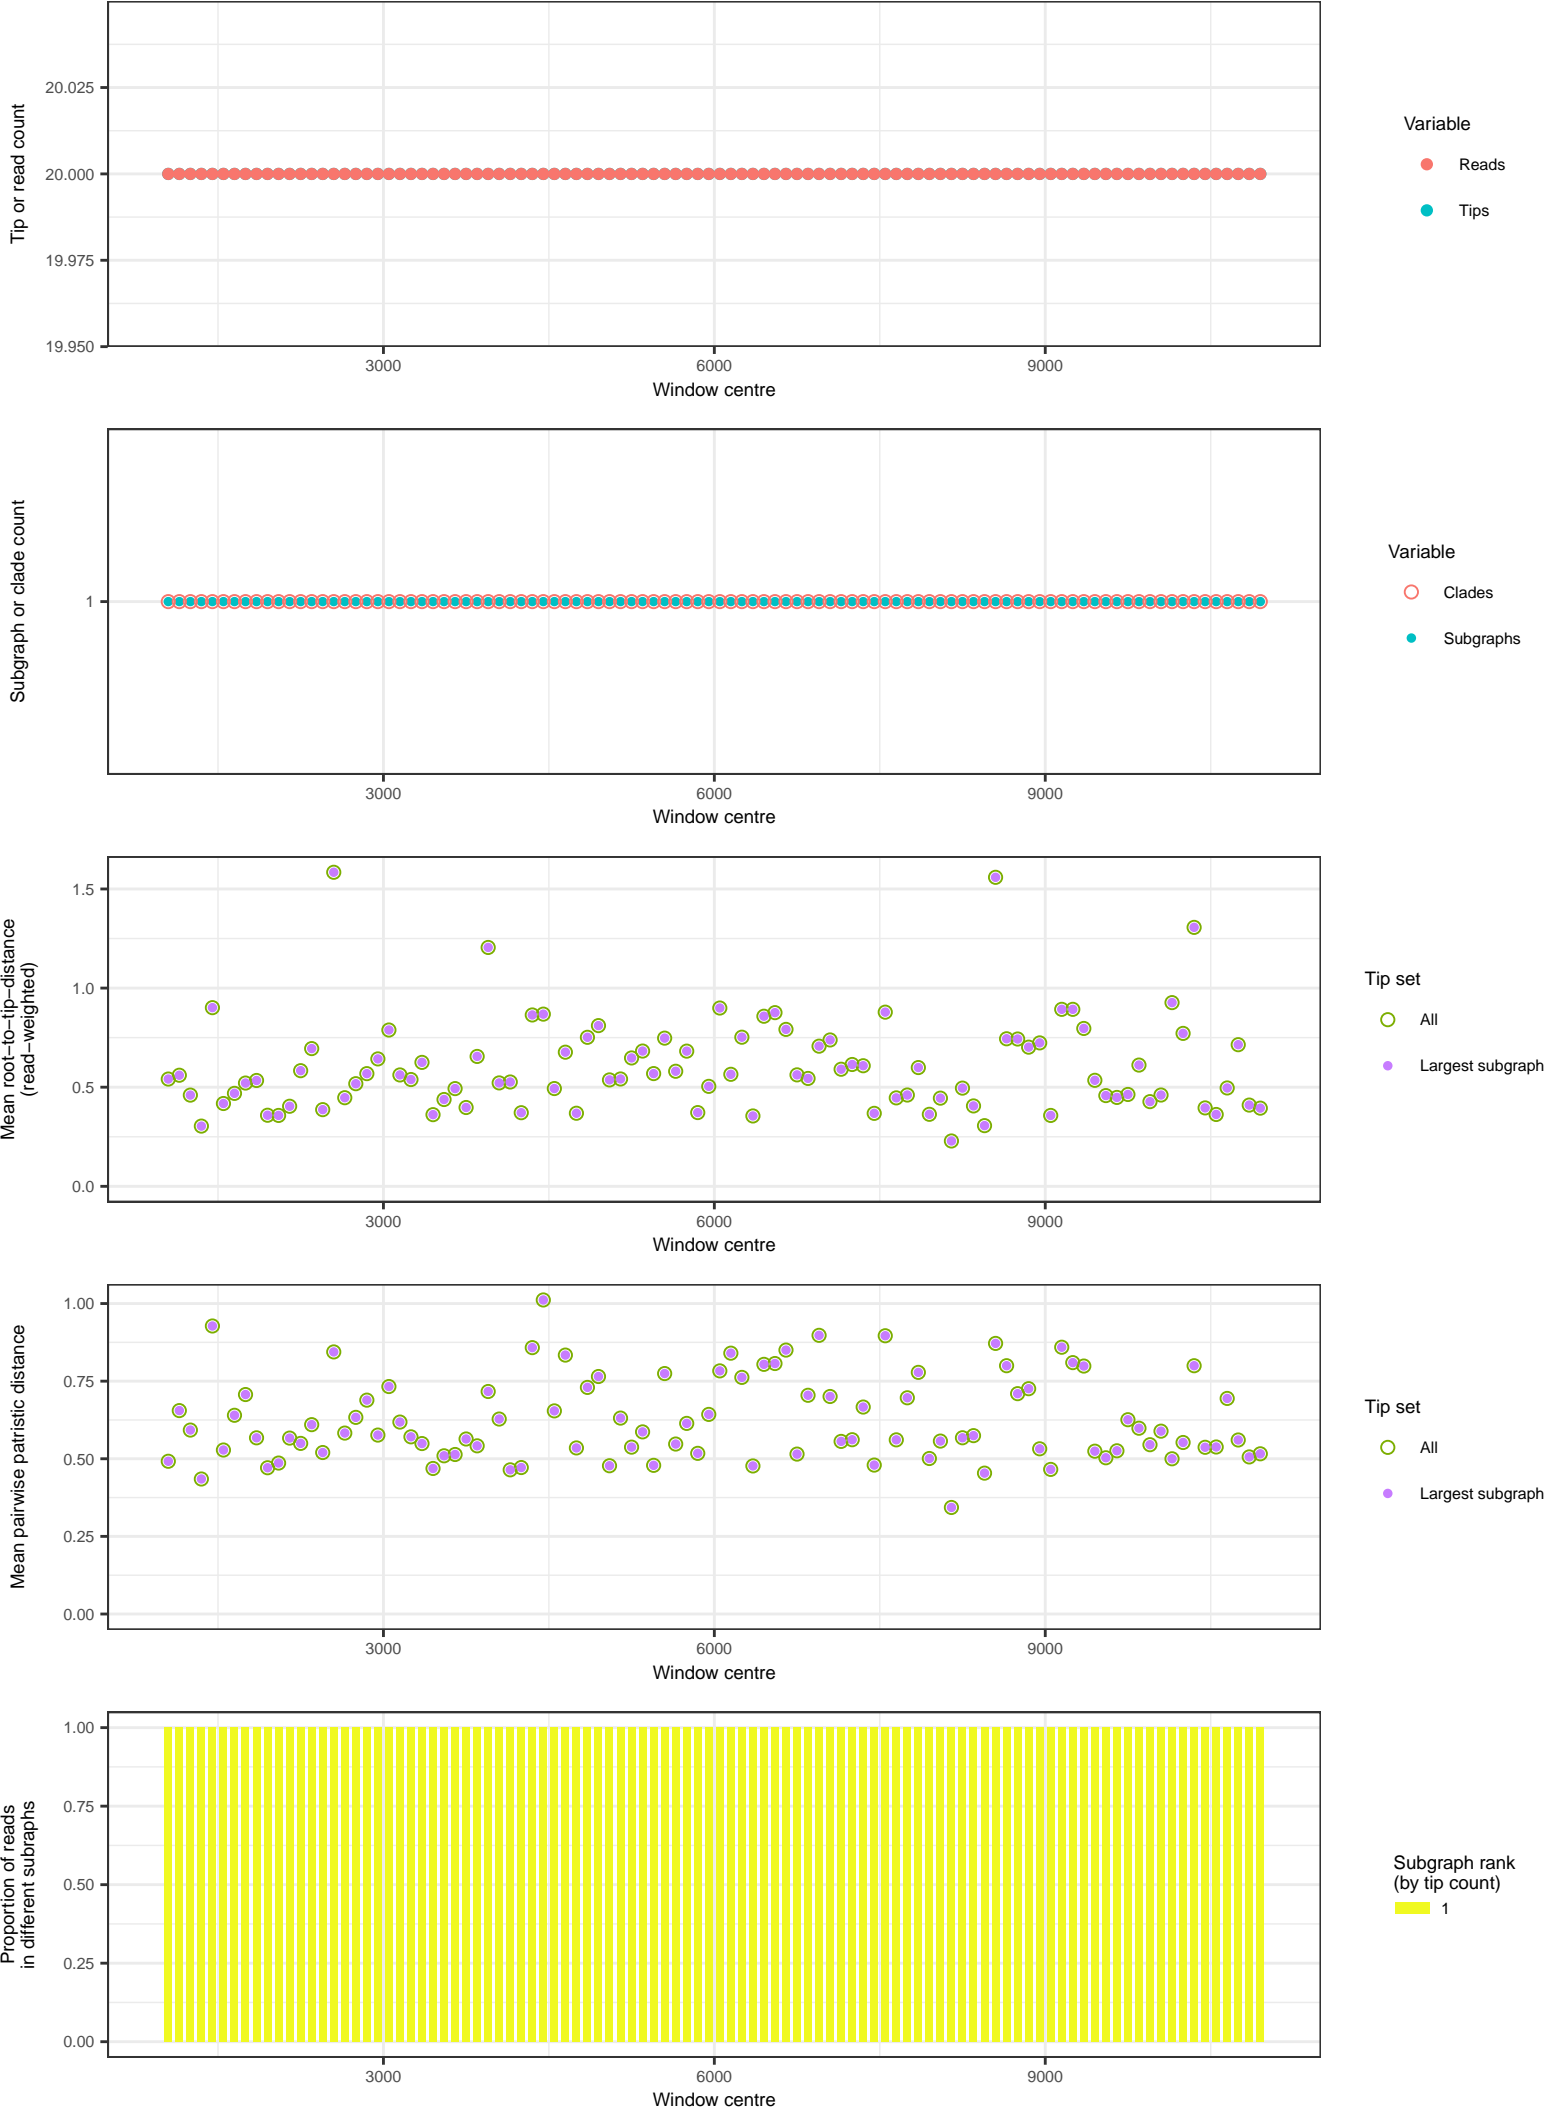 Tip or read count
20.025
20.000
19.975
19.950
3000
6000
9000
Window centre
Variable
Reads
Tips
Subgraph or clade count
1
3000
6000
9000
Window centre
Variable
Clades
Subgraphs
Mean root−to−tip−distance
(read−weighted)
1.5
1.0
0.5
0.0
3000
6000
9000
Window centre
Tip set
All
Largest subgraph
Mean pairwise patristic distance
1.00
0.75
0.50
0.25
0.00
3000
6000
9000
Window centre
Tip set
All
Largest subgraph
Proportion of reads
in different subraphs
1.00
0.75
0.50
0.25
0.00
3000
6000
9000
Window centre
Subgraph rank
(by tip count)
1